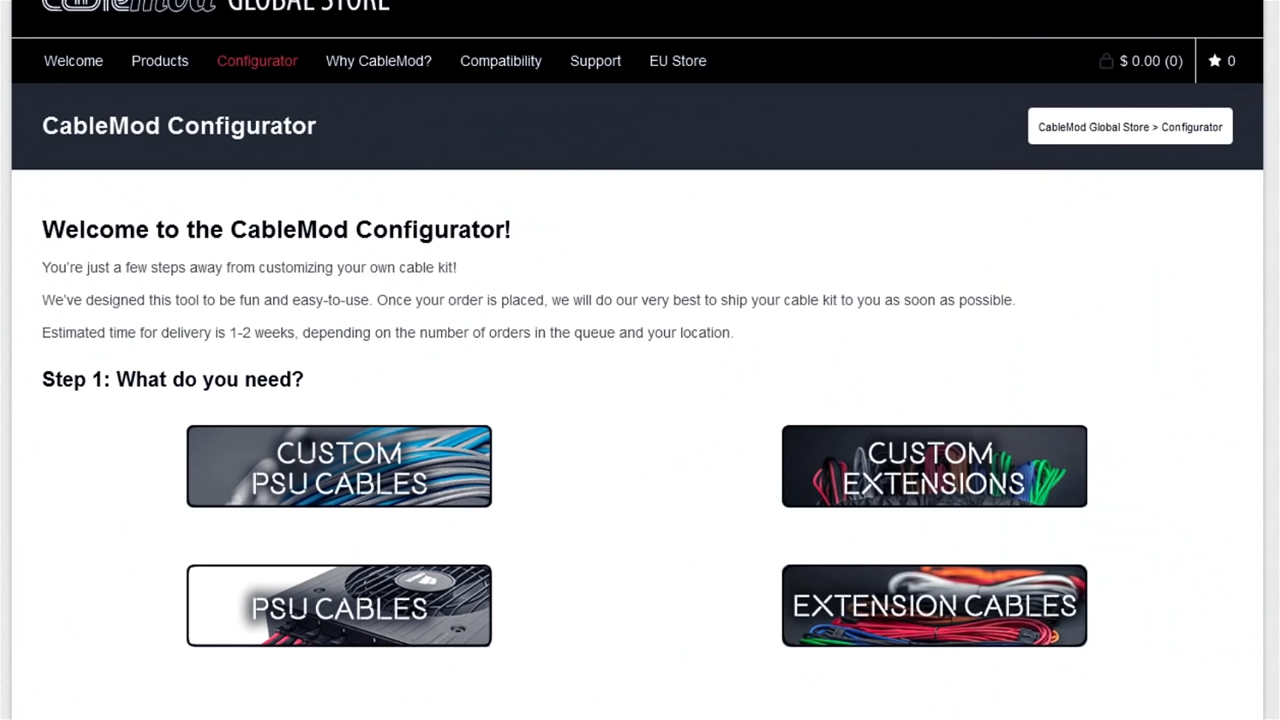 CableMod GLOBAL STORE
Welcome Products Configurator Why CableMod? Compatibility Support EU Store $ 0.00 (0) 0
CableMod Configurator
CableMod Global Store > Configurator
Welcome to the CableMod Configurator!
You're just a few steps away from customizing your own cable kit!
We've designed this tool to be fun and easy-to-use. Once your order is placed, we will do our very best to ship your cable kit to you as soon as possible.
Estimated time for delivery is 1-2 weeks, depending on the number of orders in the queue and your location.
Step 1: What do you need?
CUSTOM
PSU CABLES
CUSTOM
EXTENSIONS
PSU CABLES
EXTENSION CABLES